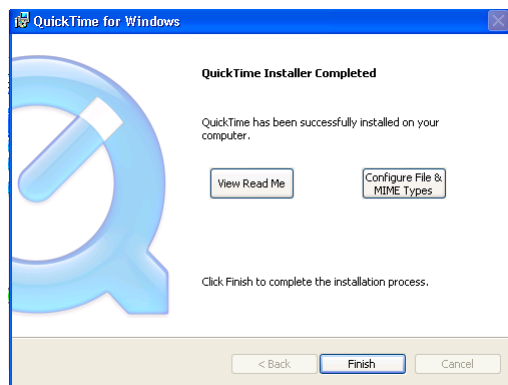 QuickTime for Windows
QuickTime Installer Completed
QuickTime has been successfully installed on your
computer.
View Read Me
Configure File &
MIME Types
Click Finish to complete the installation process.
< Back
Finish
Cancel